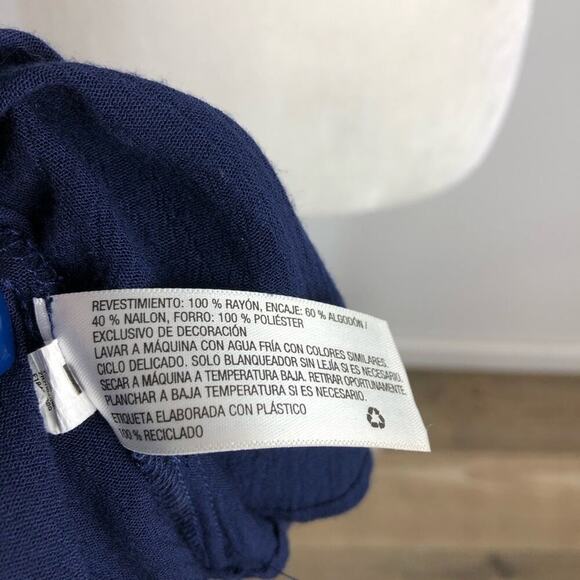 REVESTIMIENTO: 100 % RAYÓN, ENCAJE: 60 % ALGODÓN /
40 % NAILON, FORRO: 100 % POLIÉSTER
EXCLUSIVO DE DECORACIÓN
LAVAR A MÁQUINA CON AGUA FRÍA CON COLORES SIMILARES.
CICLO DELICADO. SOLO BLANQUEADOR SIN LEJÍA SI ES NECESARIO.
SECAR A MÁQUINA A TEMPERATURA BAJA. RETIRAR OPORTUNAMENTE.
PLANCHAR A BAJA TEMPERATURA SI ES NECESARIO.
ETIQUETA ELABORADA CON PLÁSTICO
100 % RECICLADO